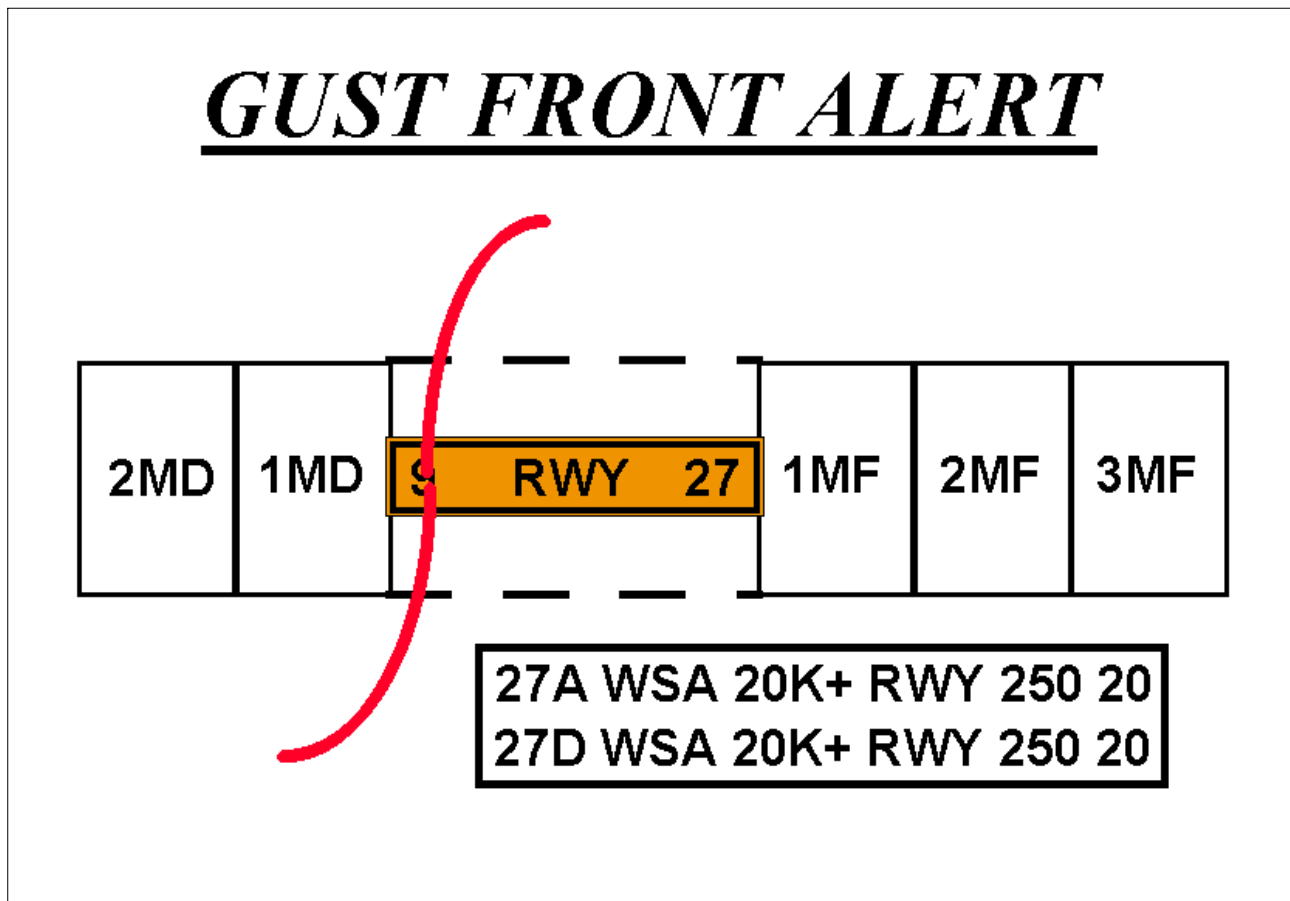 GUST FRONT ALERT
2MD 1MD 9 RWY 27 1MF 2MF 3MF
27A WSA 20K+ RWY 250 20
27D WSA 20K+ RWY 250 20